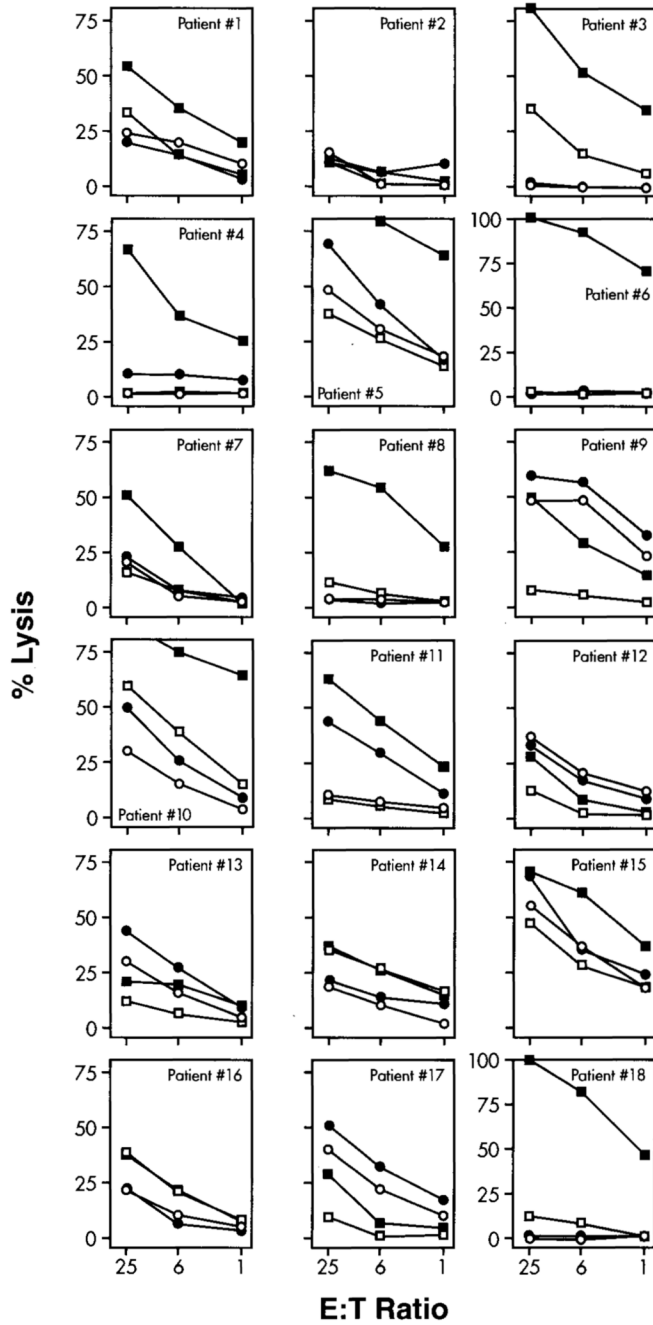 Patient #1
Patient #2
Patient #3
75
50
25
0
Patient #4
Patient #5
Patient #6
75
50
25
0
100
75
50
25
0
Patient #7
Patient #8
Patient #9
75
50
25
0
Patient #10
Patient #11
Patient #12
75
50
25
0
Patient #13
Patient #14
Patient #15
75
50
25
0
Patient #16
Patient #17
Patient #18
75
50
25
0
100
75
50
25
0
25 6 1
25 6 1
25 6 1
% Lysis
E:T Ratio